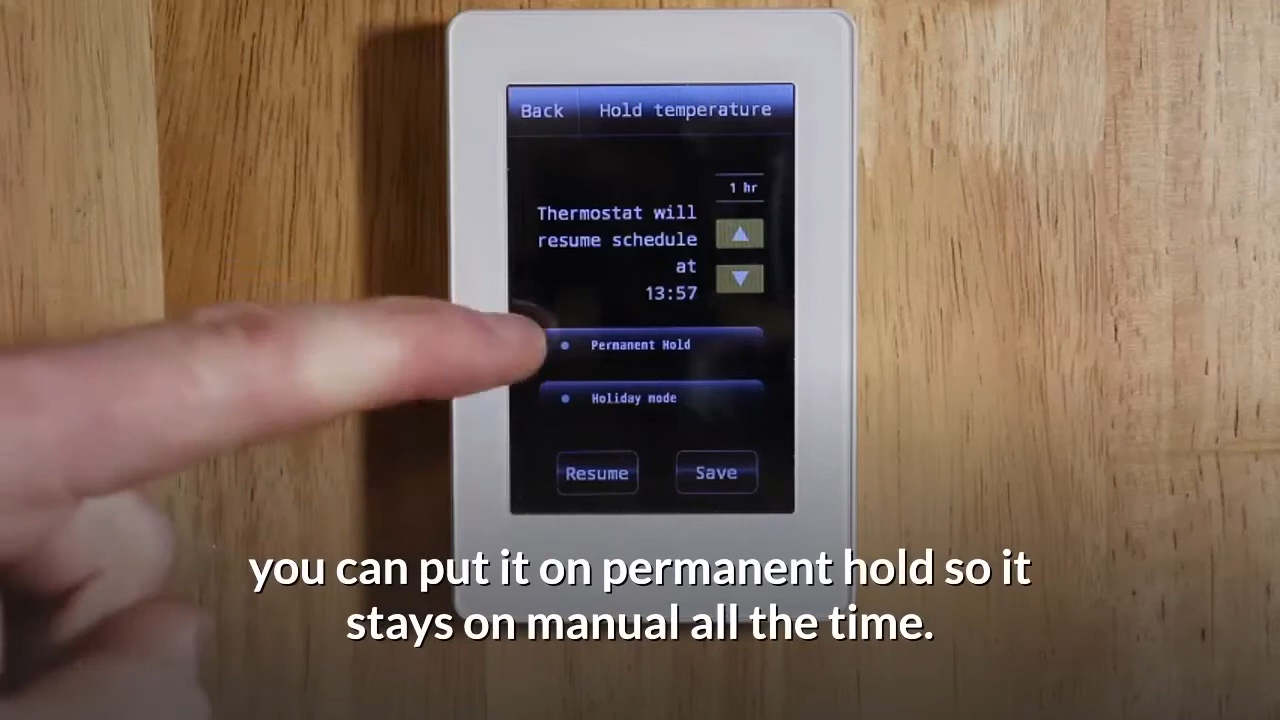 Back Hold temperature
1 hr
Thermostat will
resume schedule
at
13:57
Permanent Hold
Holiday mode
Resume Save
you can put it on permanent hold so it
stays on manual all the time.